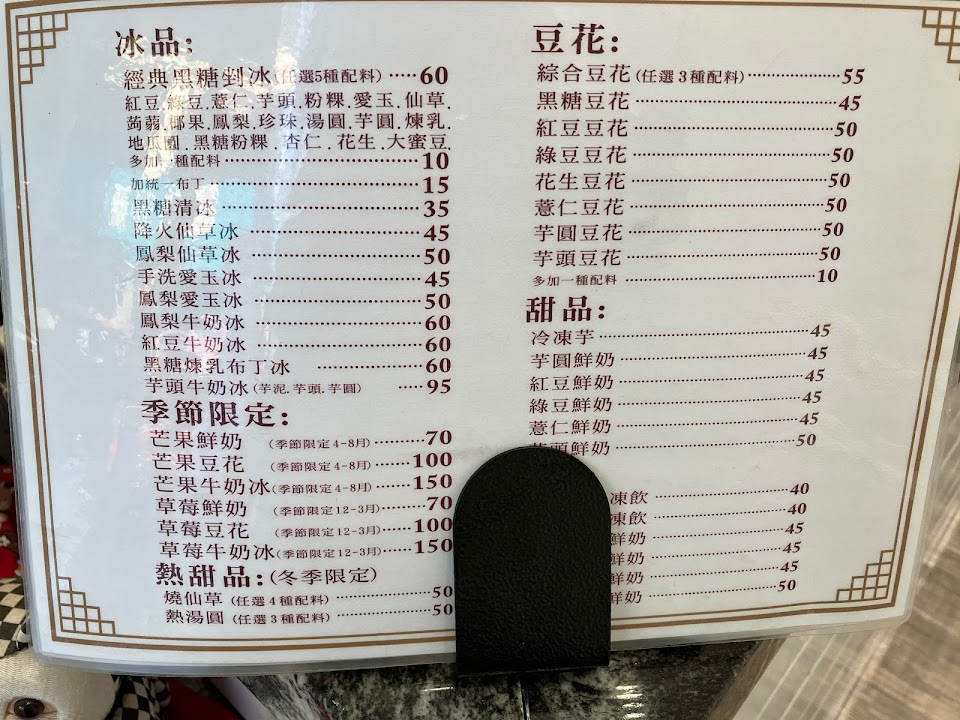 冰品:
經典黑糖剉冰(任選5種配料)·····60
紅豆.綠豆.薏仁.芋頭.粉粿.愛玉.仙草.
蒟蒻.椰果.鳳梨.珍珠.湯圓.芋圓.煉乳.
地瓜圓.黑糖粉粿.杏仁.花生.大蜜豆.
多加一種配料·····10
加統一布丁·····15
黑糖清冰·····35
降火仙草冰·····45
鳳梨仙草冰·····50
手洗愛玉冰·····45
鳳梨愛玉冰·····50
鳳梨牛奶冰·····60
紅豆牛奶冰·····60
黑糖煉乳布丁冰·····60
芋頭牛奶冰(芋泥.芋頭.芋圓)·····95
季節限定:
芒果鮮奶(季節限定4-8月)·····70
芒果豆花(季節限定4-8月)·····100
芒果牛奶冰(季節限定4-8月)·····150
草莓鮮奶(季節限定12-3月)·····70
草莓豆花(季節限定12-3月)·····100
草莓牛奶冰(季節限定12-3月)·····150
熱甜品:(冬季限定)
燒仙草(任選4種配料)·····50
熱湯圓(任選3種配料)·····50
豆花:
綜合豆花(任選3種配料)·····55
黑糖豆花·····45
紅豆豆花·····50
綠豆豆花·····50
花生豆花·····50
薏仁豆花·····50
芋圓豆花·····50
芋頭豆花·····50
多加一種配料·····10
甜品:
冷凍芋·····45
芋圓鮮奶·····45
紅豆鮮奶·····45
綠豆鮮奶·····45
薏仁鮮奶·····45
芋頭鮮奶·····50
凍飲·····40
凍飲·····40
鮮奶·····45
鮮奶·····45
鮮奶·····45
鮮奶·····50